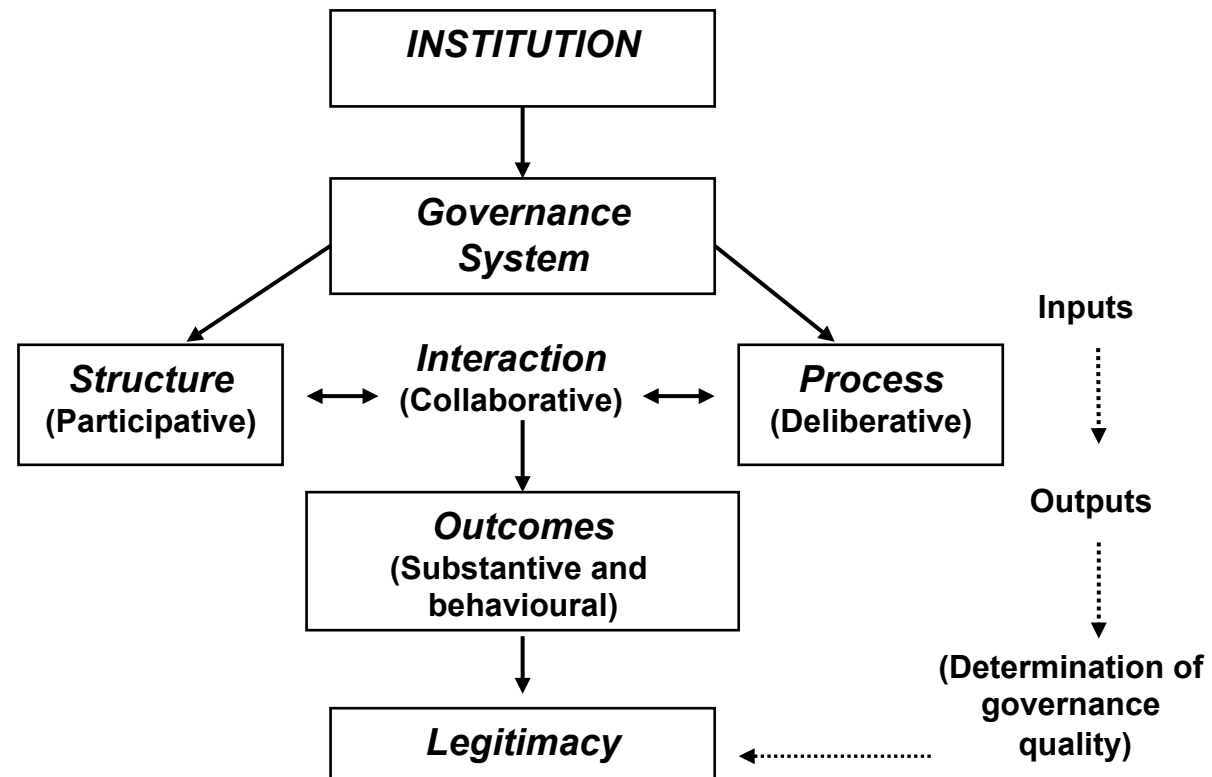 INSTITUTION
Governance
System
Inputs
Structure
(Participative)
Interaction
(Collaborative)
Process
(Deliberative)
Outputs
Outcomes
(Substantive and
behavioural)
(Determination of
governance
quality)
Legitimacy